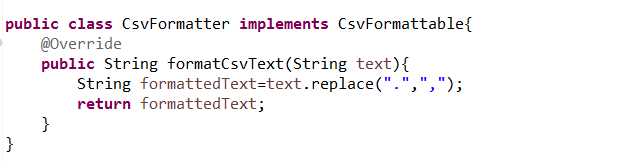 public class CsvFormatter implements CsvFormattable{
@Override
public String formatCsvText(String text){
String formattedText=text.replace(".",",");
return formattedText;
}
}